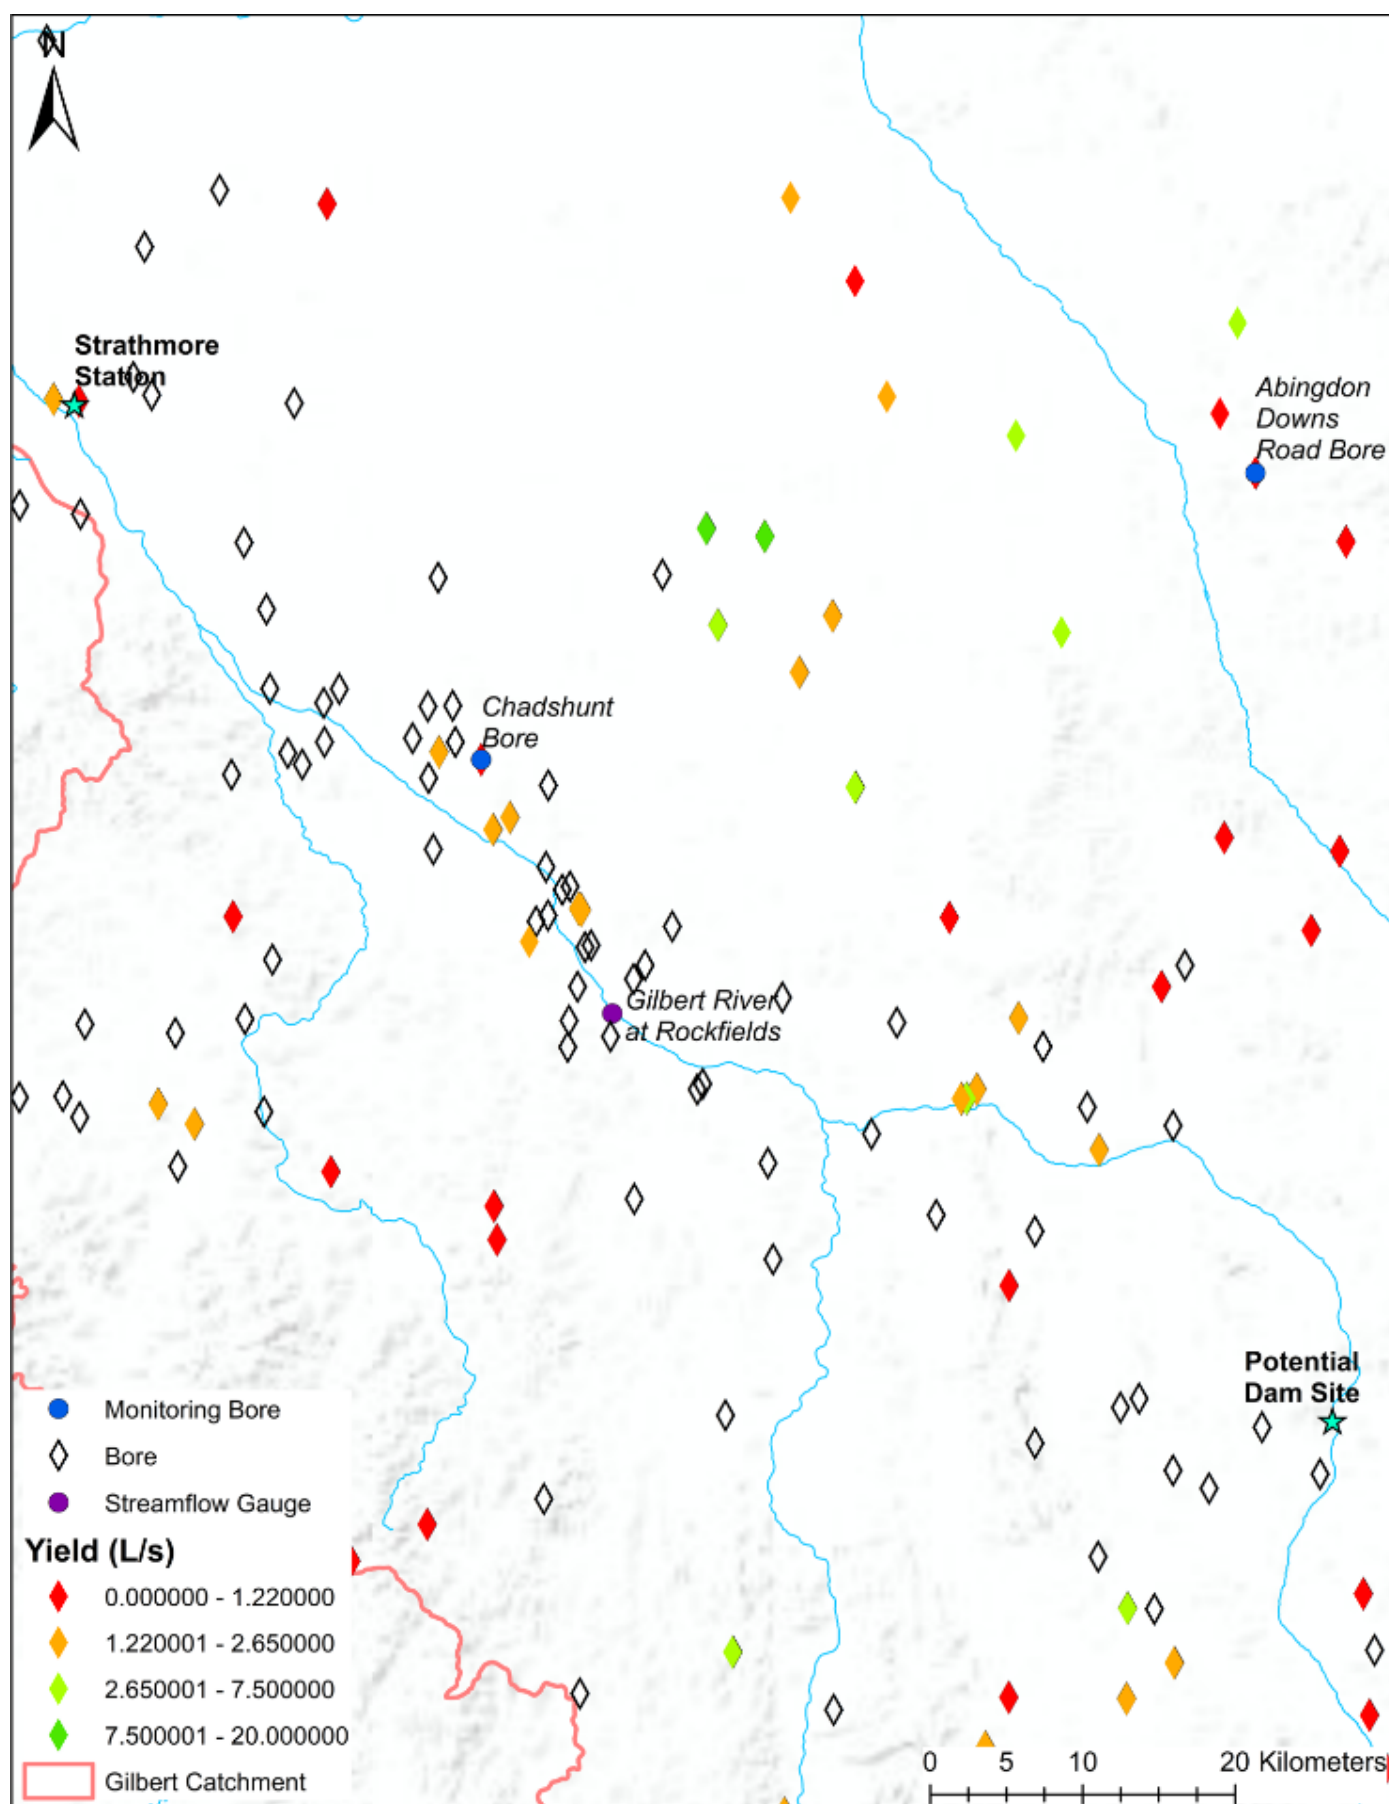 N
Strathmore
Station
Abingdon
Downs
Road Bore
Chadshunt
Bore
Gilbert River
at Rockfields
Potential
Dam Site
Monitoring Bore
Bore
Streamflow Gauge
Yield (L/s)
0.000000 - 1.220000
1.220001 - 2.650000
2.650001 - 7.500000
7.500001 - 20.000000
Gilbert Catchment
0 5 10 20 Kilometers